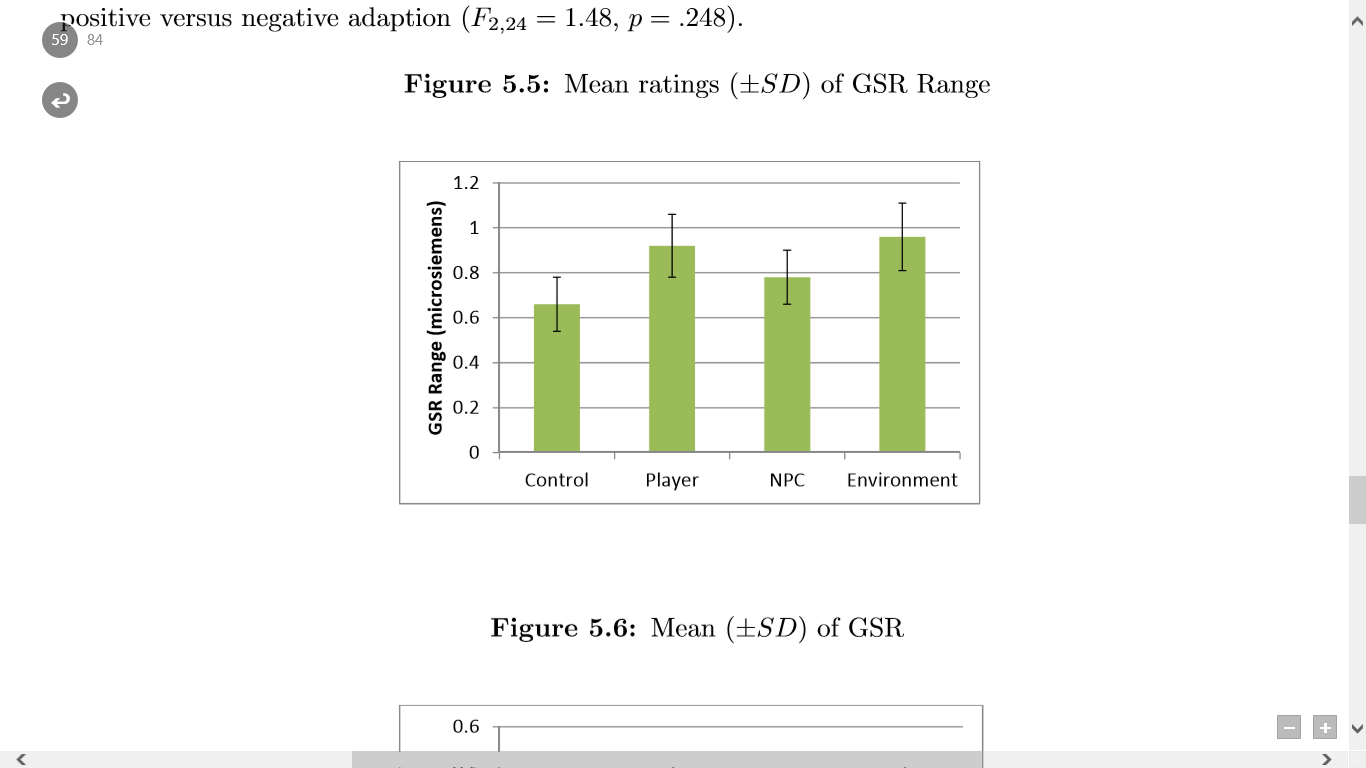 positive versus negative adaption (F2,24 = 1.48, p = .248).
59 84
Figure 5.5: Mean ratings (±SD) of GSR Range
GSR Range (microsiemens)
1.2
1
0.8
0.6
0.4
0.2
0
Control Player NPC Environment
Figure 5.6: Mean (±SD) of GSR
0.6